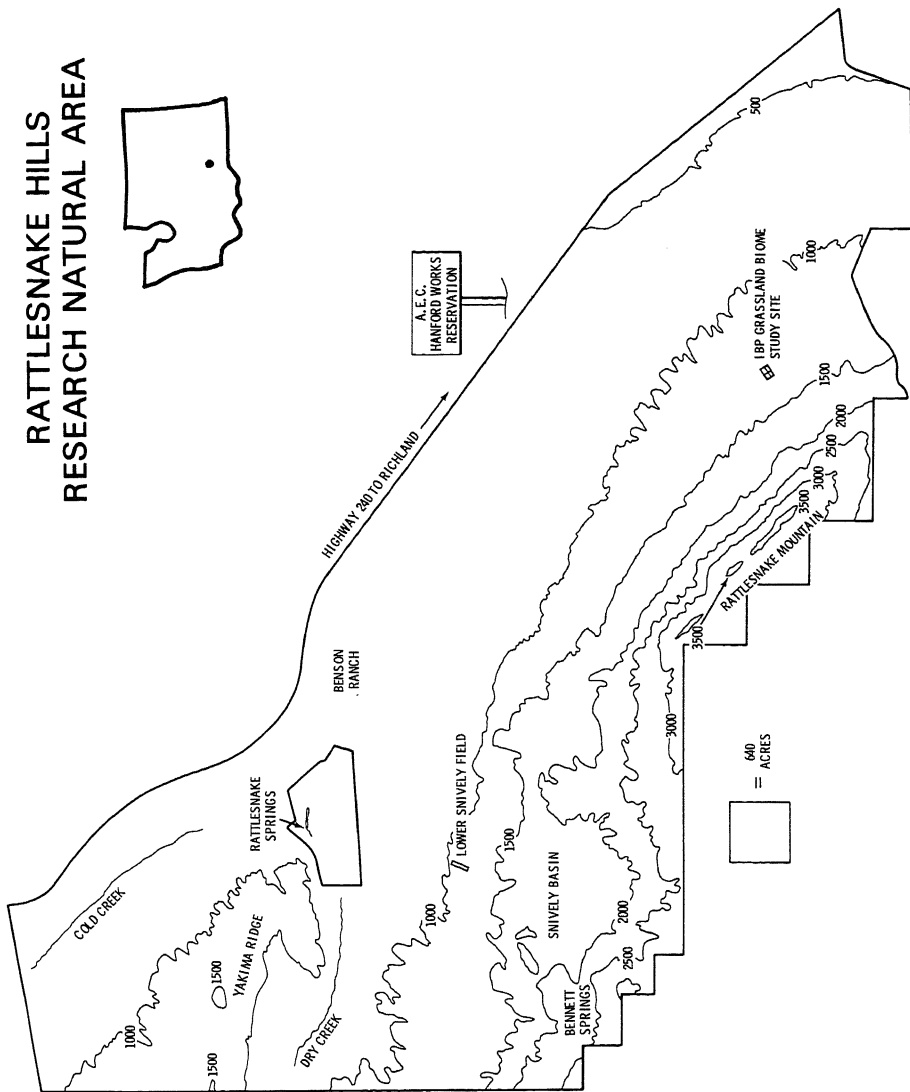 RATTLESNAKE HILLS
RESEARCH NATURAL AREA
A.E.C.
HANFORD WORKS
RESERVATION
HIGHWAY 240 TO RICHLAND
500
COLD CREEK
RATTLESNAKE
SPRINGS
BENSON
RANCH
1000
YAKIMA RIDGE
1500
1500
DRY CREEK
1000
LOWER SNIVELY FIELD
1500
SNIVELY BASIN
2000
2500
BENNETT
SPRINGS
1000
IBP GRASSLAND BIOME
STUDY SITE
1500
2000
2500
3000
3500
RATTLESNAKE MOUNTAIN
3500
3000
= 640
ACRES